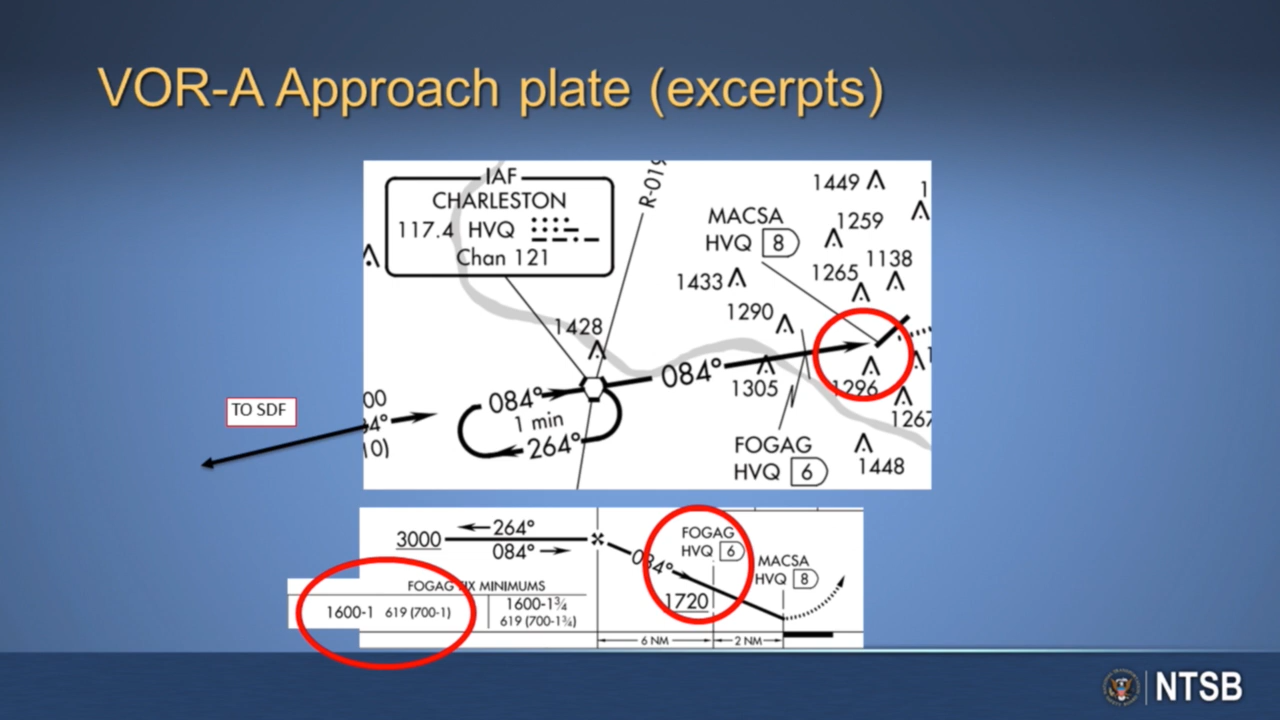 VOR-A Approach plate (excerpts)
IAF
CHARLESTON
117.4 HVQ
Chan 121
R-019
1449
1259
MACSA
HVQ 8
1138
1265
1433
1290
1428
084°
1305
1296
1267
084°
1 min
264°
FOGAG
HVQ 6
1448
TO SDF
00
4°
0)
3000
264°
084°
084°
FOGAG
HVQ 6
1720
MACSA
HVQ 8
FOGAG FIX MINIMUMS
1600-1 619 (700-1)
1600-1¾
619 (700-1¾)
6 NM
2 NM
NTSB